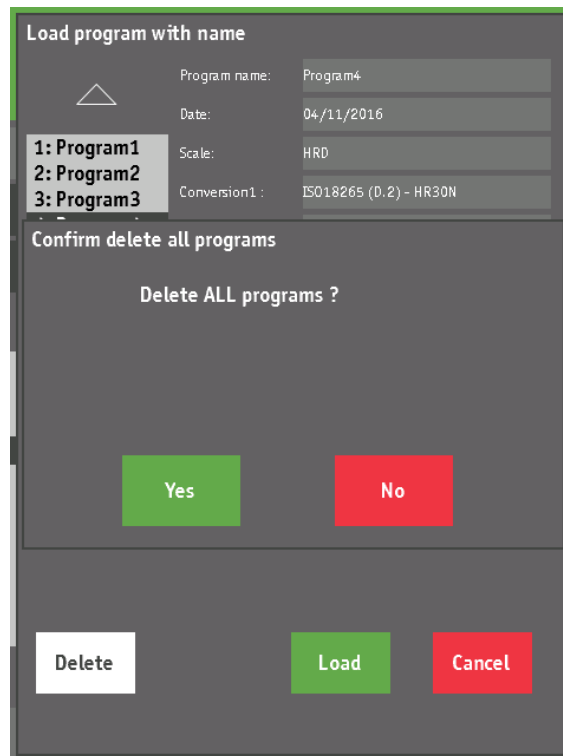 Load program with name
Program name: Program4
Date: 04/11/2016
1: Program1
Scale: HRD
2: Program2
3: Program3
Conversion1 : ISO18265 (D.2) - HR30N
Confirm delete all programs
Delete ALL programs ?
Yes No
Delete Load Cancel